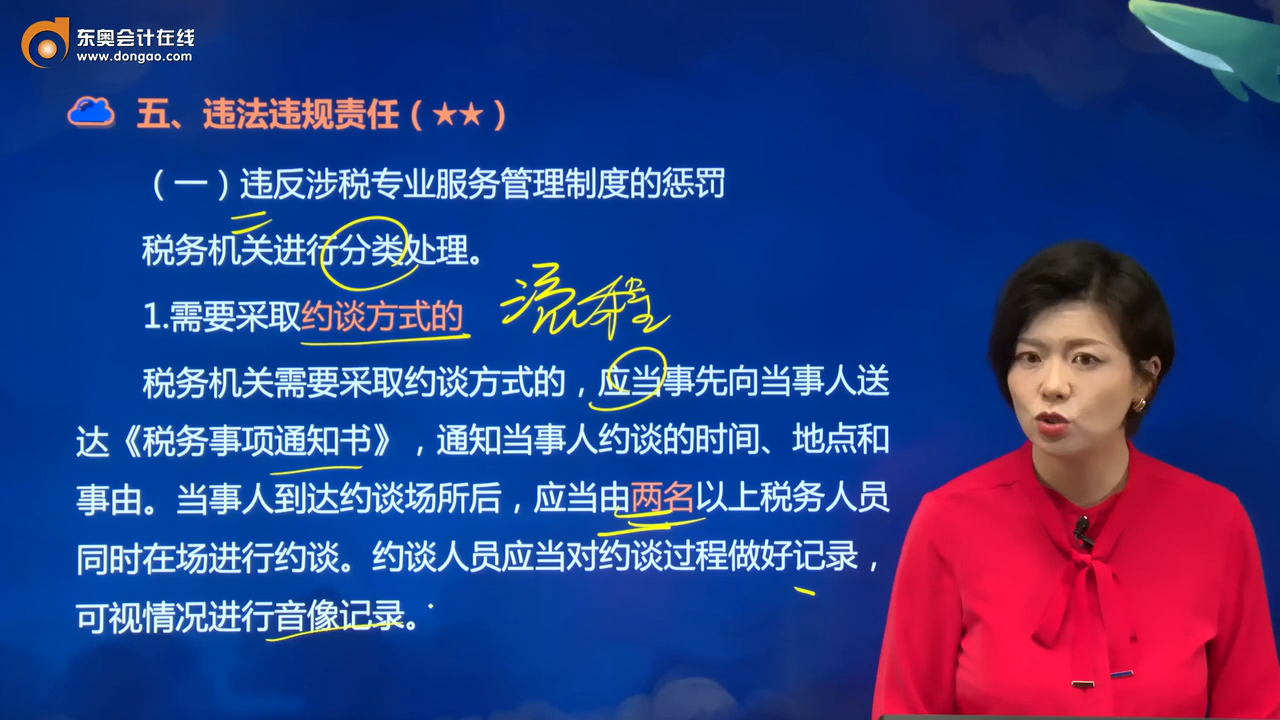 东奥会计在线
www.dongao.com
五、违法违规责任（★★）
（一）违反涉税专业服务管理制度的惩罚
税务机关进行分类处理。
1.需要采取约谈方式的
流程
税务机关需要采取约谈方式的，应当事先向当事人送
达《税务事项通知书》，通知当事人约谈的时间、地点和
事由。当事人到达约谈场所后，应当由两名以上税务人员
同时在场进行约谈。约谈人员应当对约谈过程做好记录，
可视情况进行音像记录。